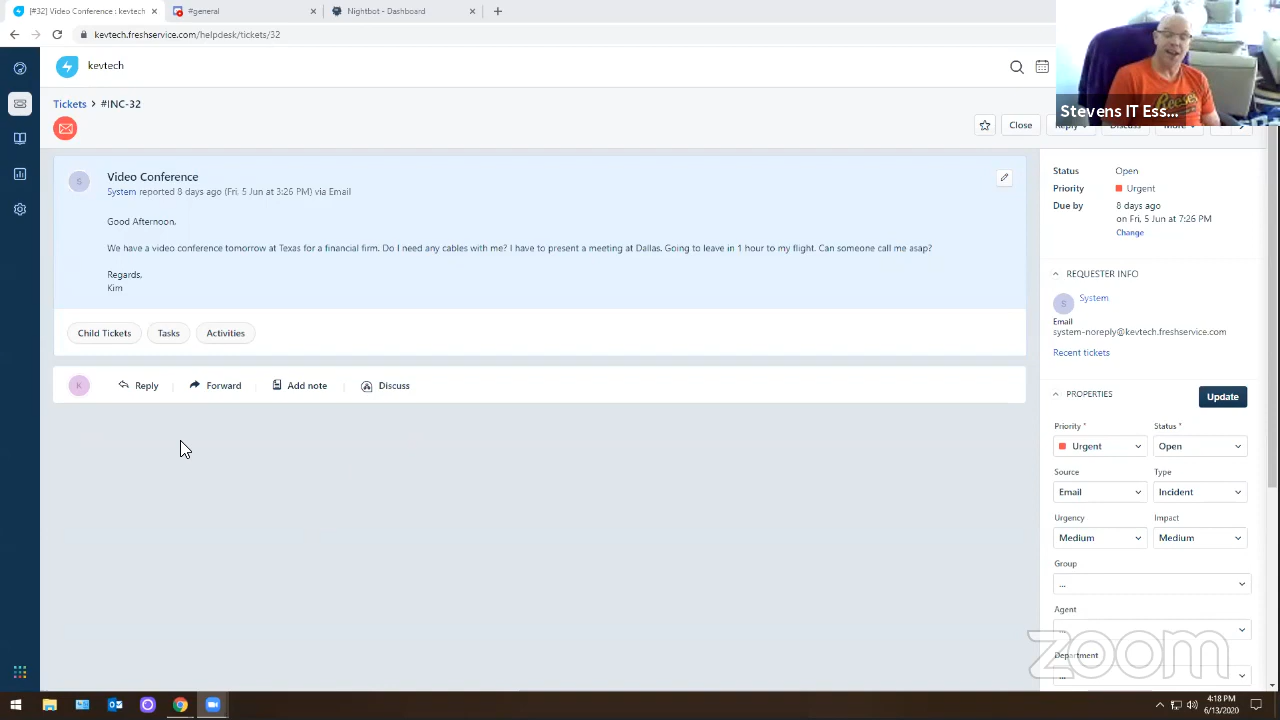 [#32] Video Conference : kevtech
#general
Nightbot - Dashboard
kevtech.freshservice.com/helpdesk/tickets/32
kevtech
Tickets > #INC-32
Close
Reply
Discuss
More
Stevens IT Ess...
S
Video Conference
System reported 8 days ago (Fri, 5 Jun at 3:26 PM) via Email
Good Afternoon,
We have a video conference tomorrow at Texas for a financial firm. Do I need any cables with me? I have to present a meeting at Dallas. Going to leave in 1 hour to my flight. Can someone call me asap?
Regards,
Kim
Child Tickets
Tasks
Activities
K
Reply
Forward
Add note
Discuss
Status
Open
Priority
Urgent
Due by
8 days ago
on Fri, 5 Jun at 7:26 PM
Change
REQUESTER INFO
S
System
Email
system-noreply@kevtech.freshservice.com
Recent tickets
PROPERTIES
Update
Priority *
Status *
Urgent
Open
Source
Type
Email
Incident
Urgency
Impact
Medium
Medium
Group
...
Agent
...
Department
...
zoom
4:18 PM
6/13/2020